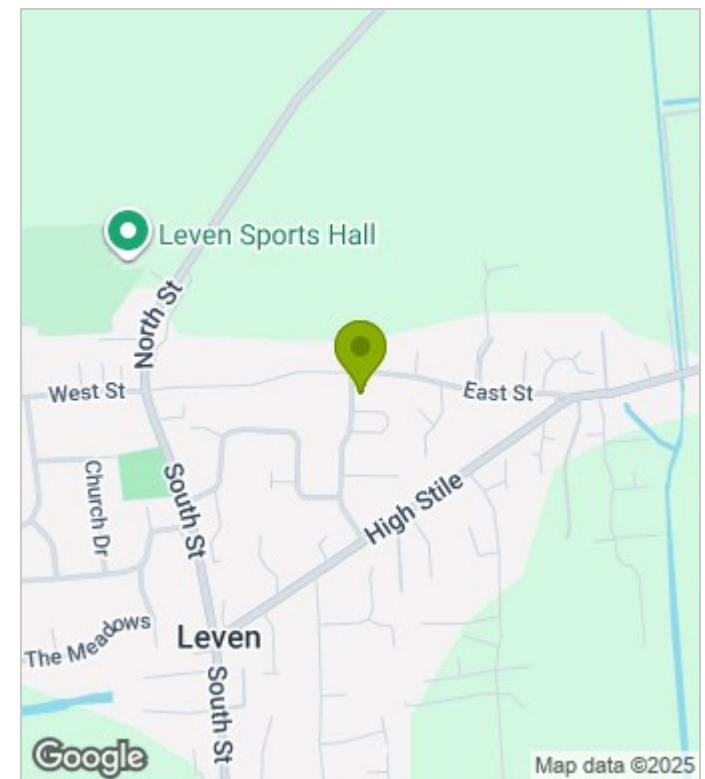 Leven Sports Hall
North St
West St
East St
Church Dr
South St
High Stile
The Meadows
Leven
South St
Google
Map data ©2025